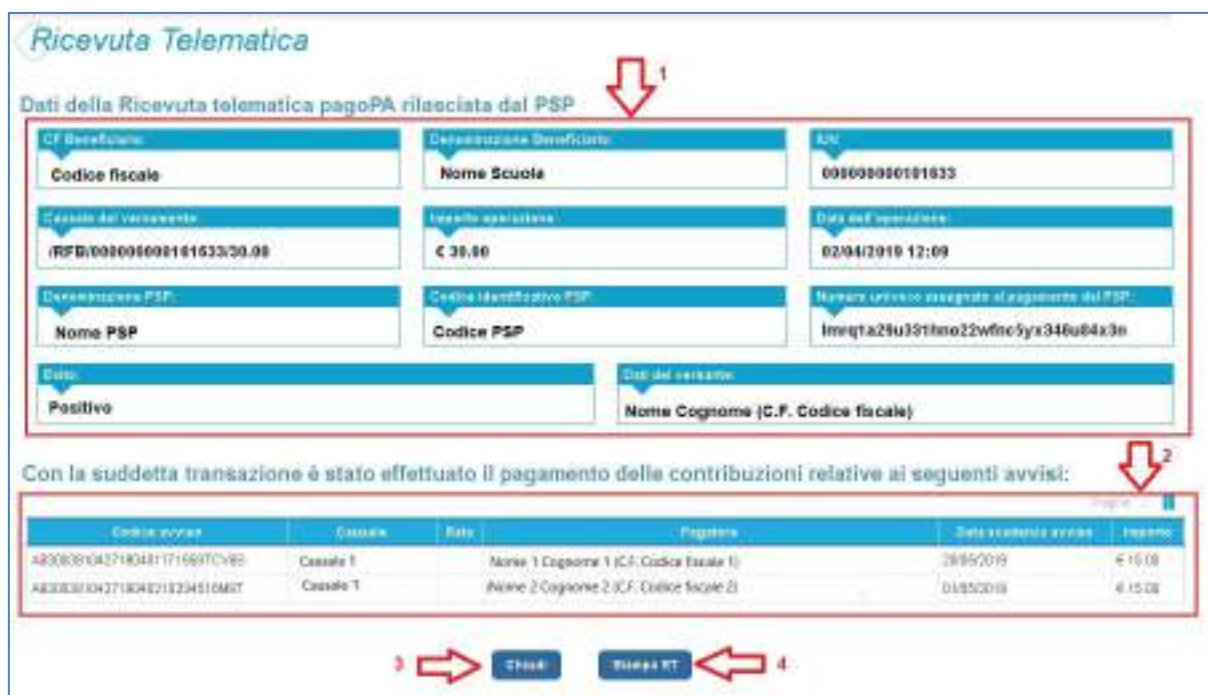 Ricevuta Telematica
1
Dati della Ricevuta telematica pagoPA rilasciata dal PSP
CF Beneficiario: Denominazione Beneficiario: IUV:
Codice fiscale Nome Scuola 000000000101633
Causale del versamento: Importo operazione: Data dell'operazione:
/RFB/000000000101633/30.00 € 30.00 02/04/2019 12:09
Denominazione PSP: Codice identificativo PSP: Numero univoco assegnato al pagamento dal PSP:
Nome PSP Codice PSP
Esito: Dati del versante:
Positivo Nome Cognome (C.F. Codice fiscale)
2
Con la suddetta transazione è stato effettuato il pagamento delle contribuzioni relative ai seguenti avvisi:
Codice avviso Causale Rata Pagatore Data scadenza avviso Importo
Causale 1 Nome 1 Cognome 1 (C.F. Codice fiscale 1) € 15.00
Causale 1 Nome 2 Cognome 2 (C.F. Codice fiscale 2) € 15.00
3 Chiudi Stampa RT 4